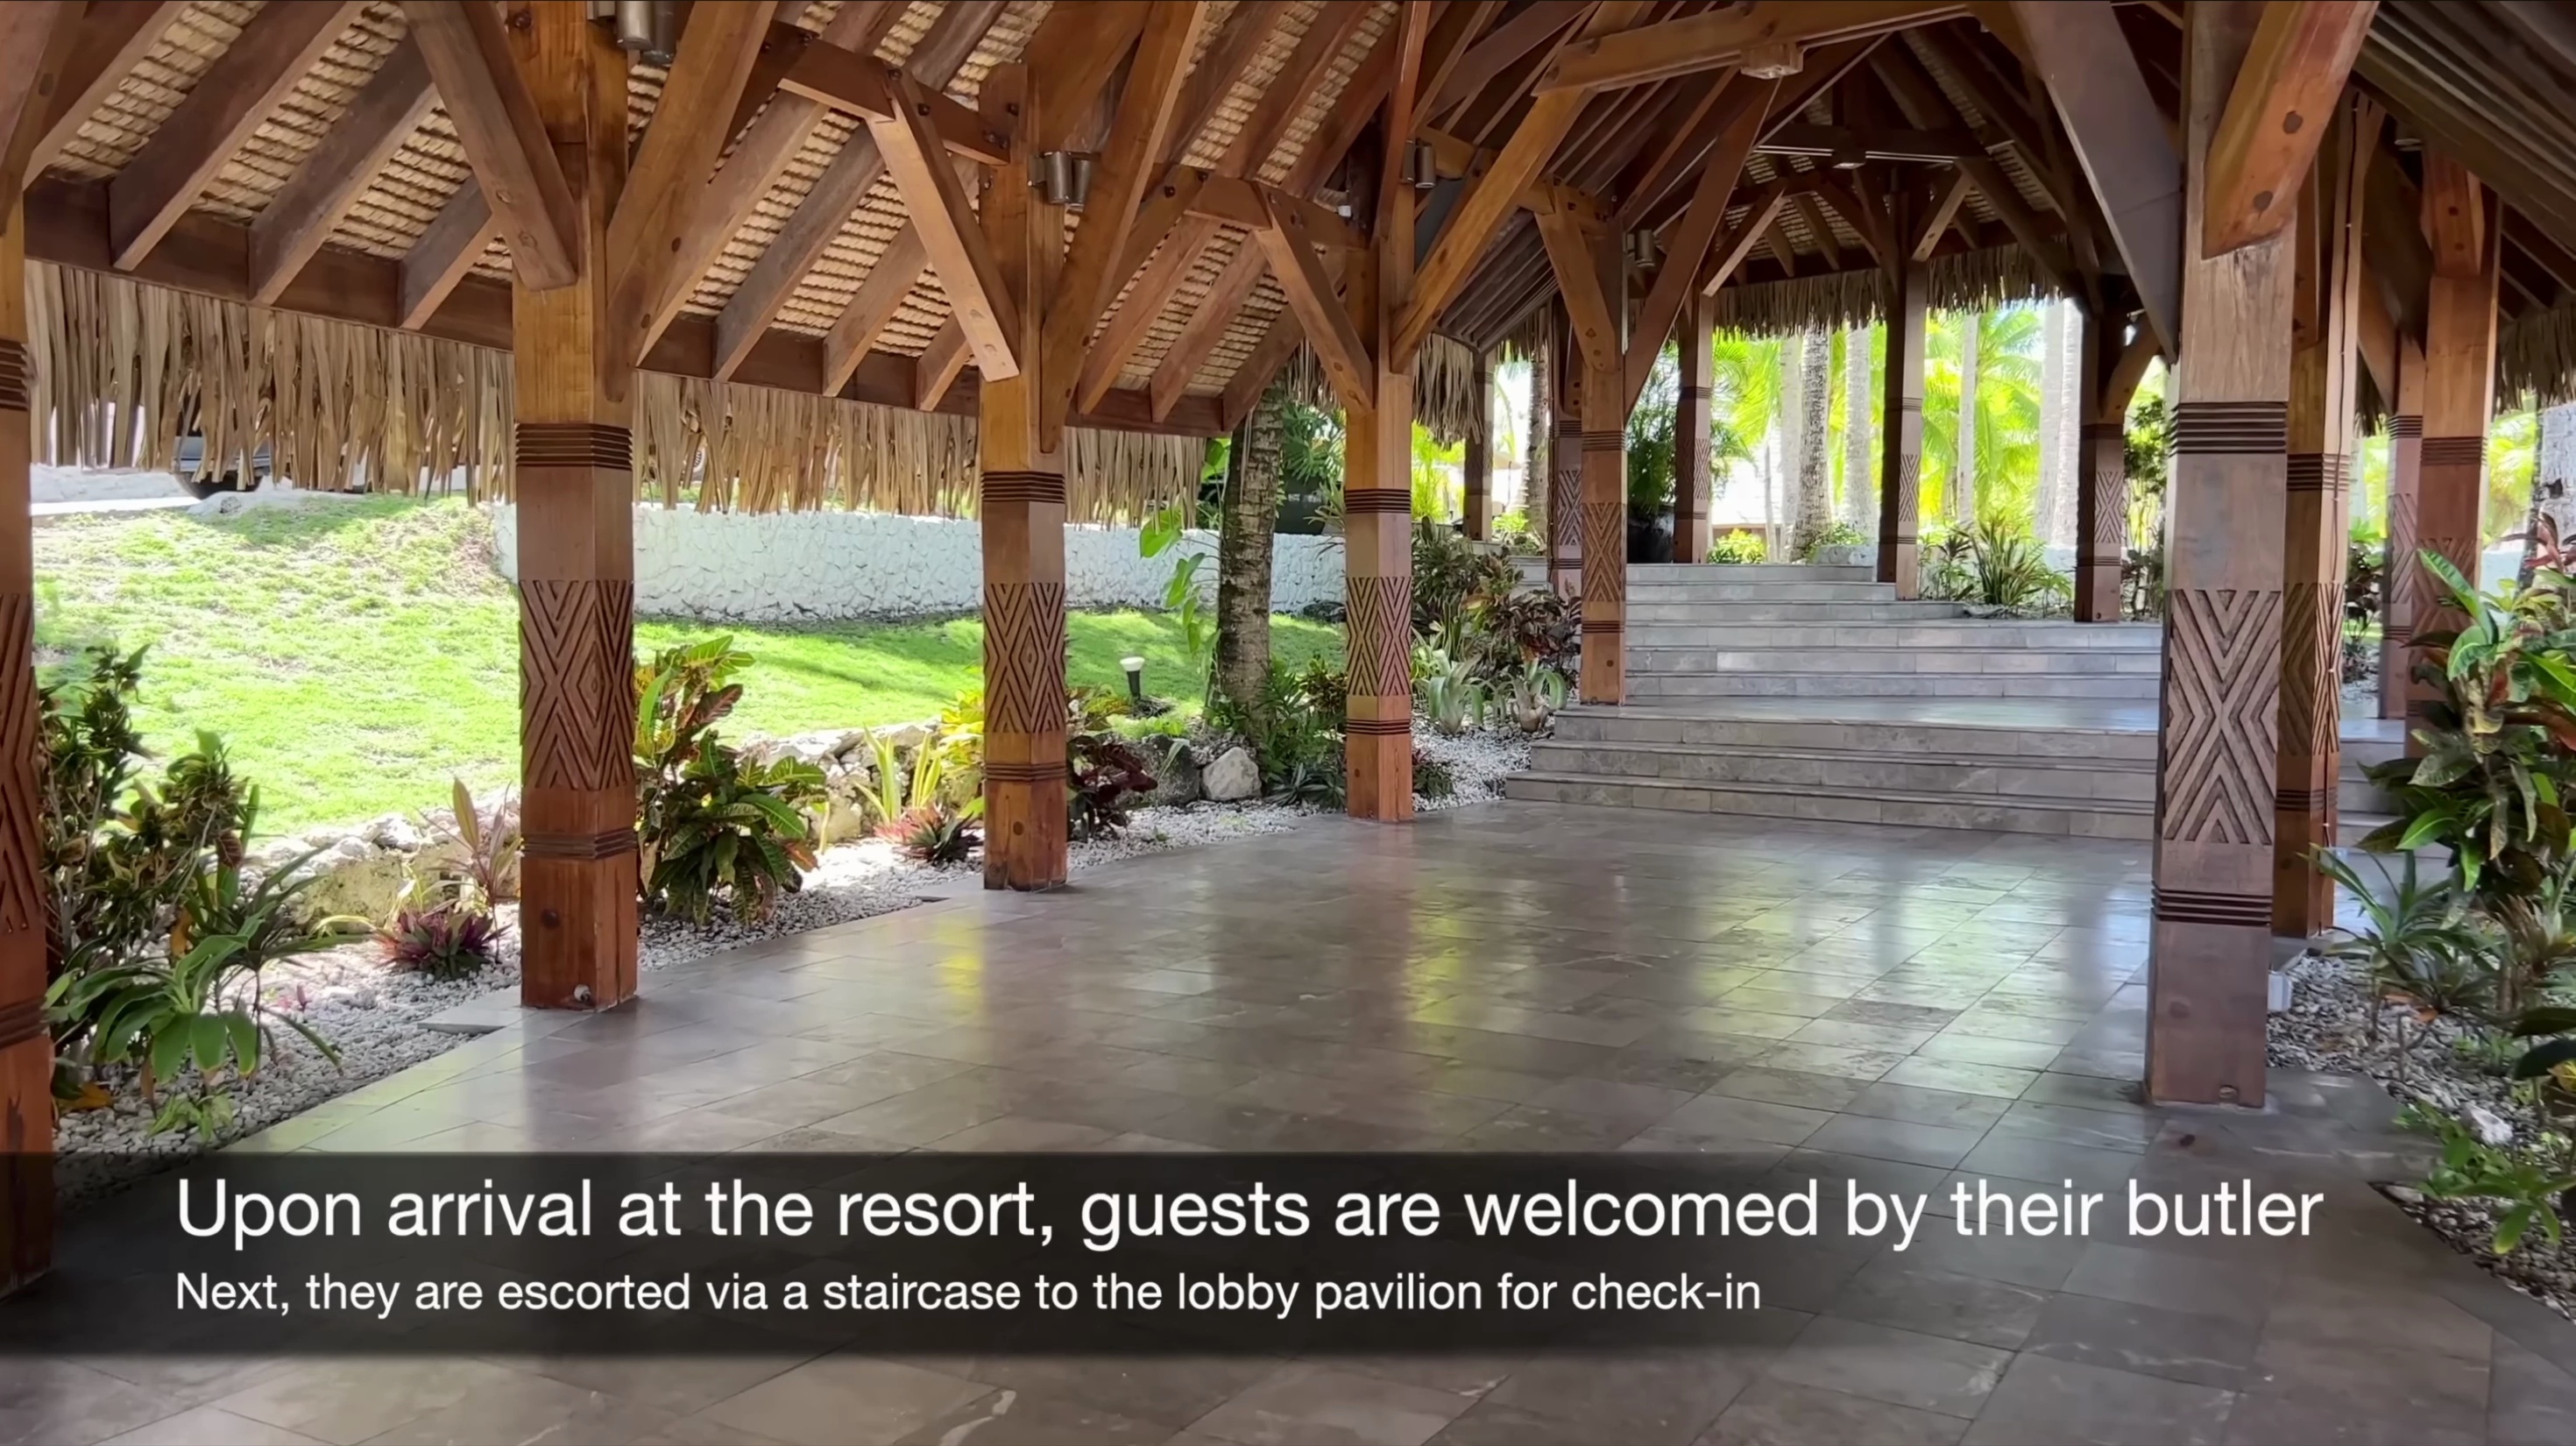 Upon arrival at the resort, guests are welcomed by their butler
Next, they are escorted via a staircase to the lobby pavilion for check-in